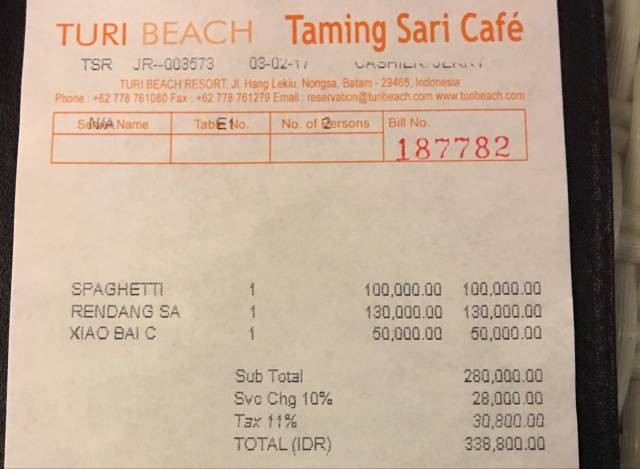 TURI BEACH Taming Sari Café
TSR JR--003573 03-02-17 CASHIER: JERRY
TURI BEACH RESORT, Jl. Hang Lekiu, Nongsa, Batam - 29465, Indonesia
Phone : +62 778 761080 Fax : +62 778 761279 Email : reservation@turibeach.com www.turibeach.com
N/A Name Table No. E1 No. of Persons 2 Bill No.
187782
SPAGHETTI 1 100,000.00 100,000.00
RENDANG SA 1 130,000.00 130,000.00
XIAO BAI C 1 50,000.00 50,000.00
Sub Total 280,000.00
Svc Chg 10% 28,000.00
Tax 11% 30,800.00
TOTAL (IDR) 338,800.00